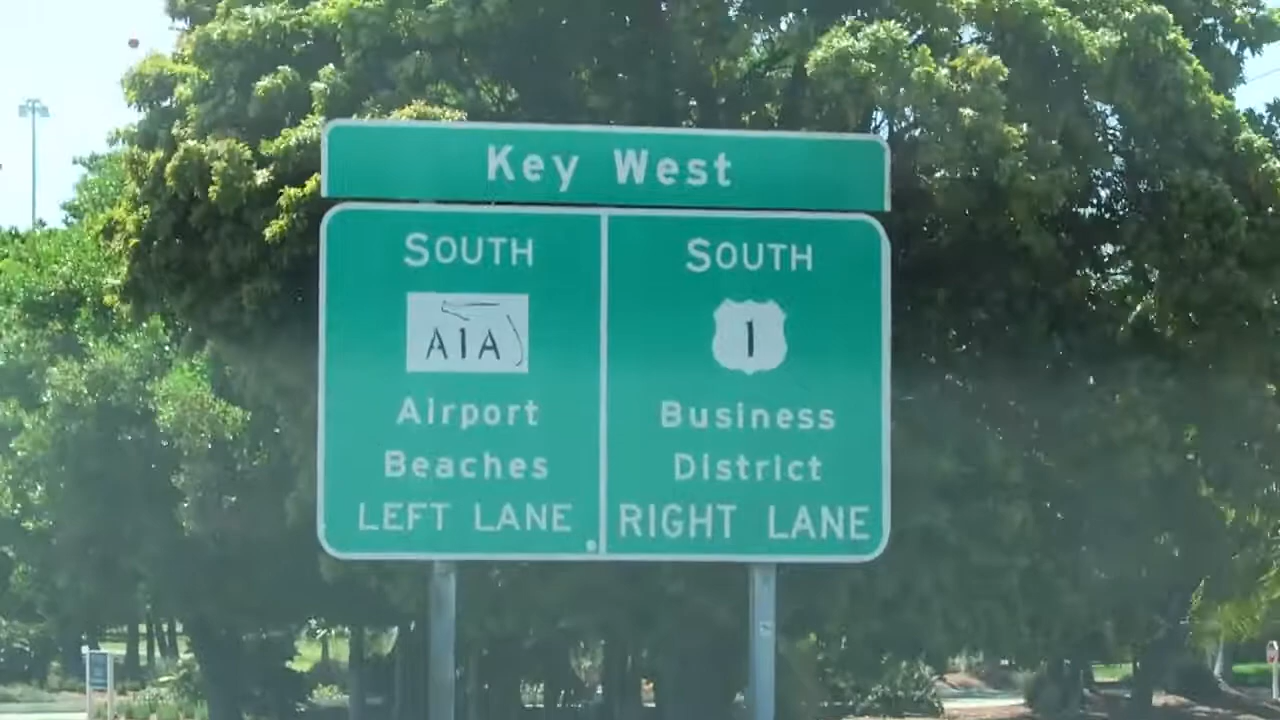 Key West
SOUTH
A1A
Airport
Beaches
LEFT LANE
SOUTH
1
Business
District
RIGHT LANE